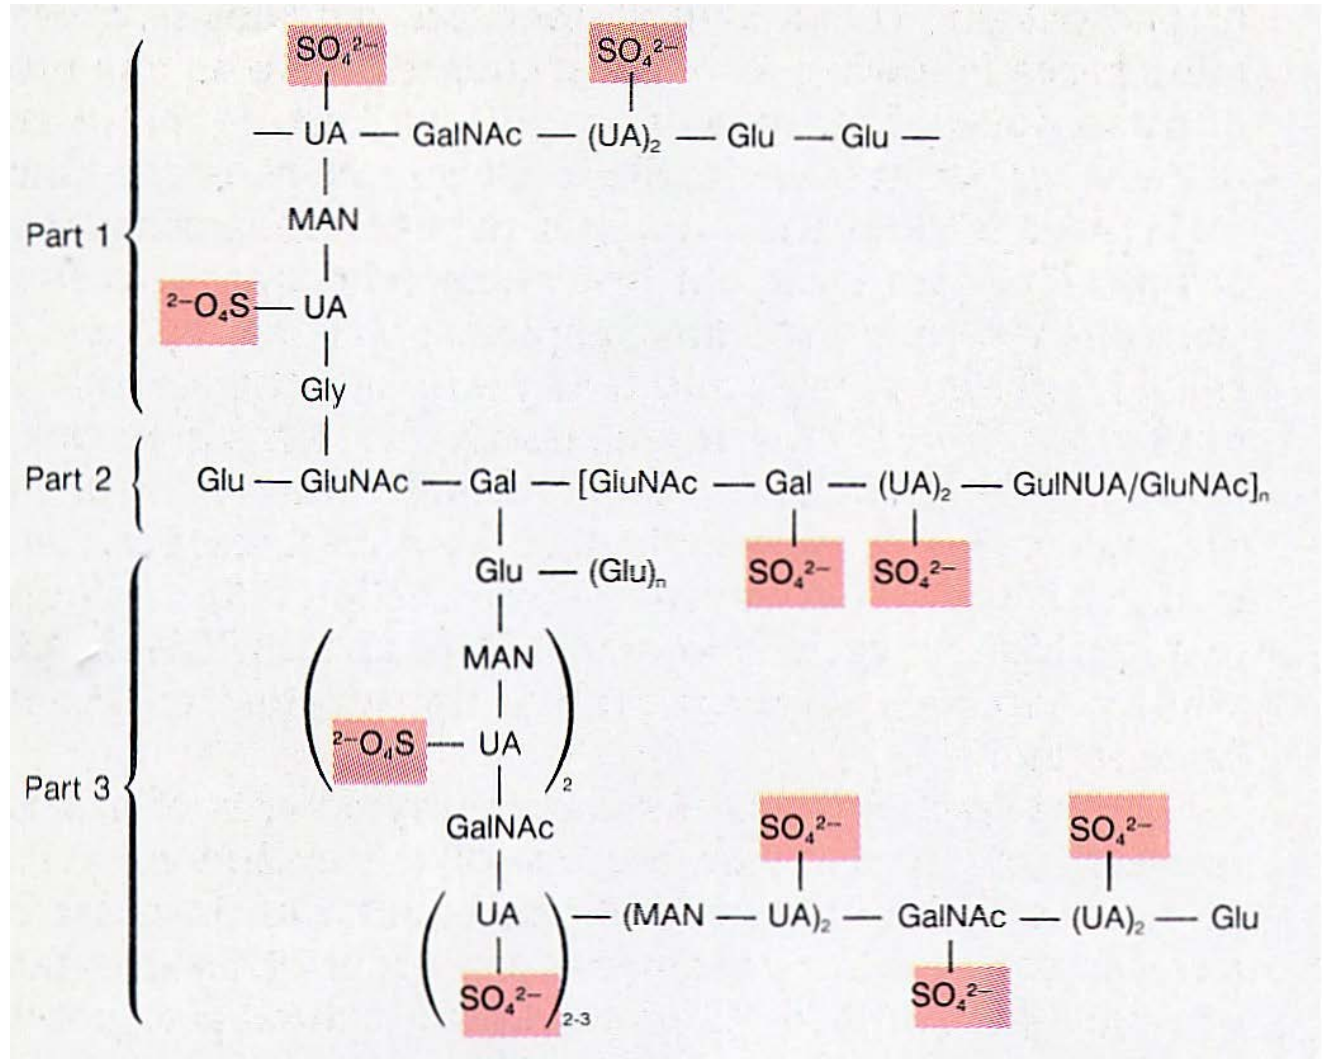 SO₄²⁻ SO₄²⁻
— UA — GalNAc — (UA)₂ — Glu — Glu —
MAN
Part 1
²⁻O₄S — UA
Gly
Part 2 Glu — GluNAc — Gal — [GluNAc — Gal — (UA)₂ — GulNUA/GluNAc]ₙ
Glu — (Glu)ₙ SO₄²⁻ SO₄²⁻
MAN
²⁻O₄S — UA
2
Part 3
GalNAc SO₄²⁻ SO₄²⁻
UA — (MAN — UA)₂ — GalNAc — (UA)₂ — Glu
SO₄²⁻ SO₄²⁻
2-3